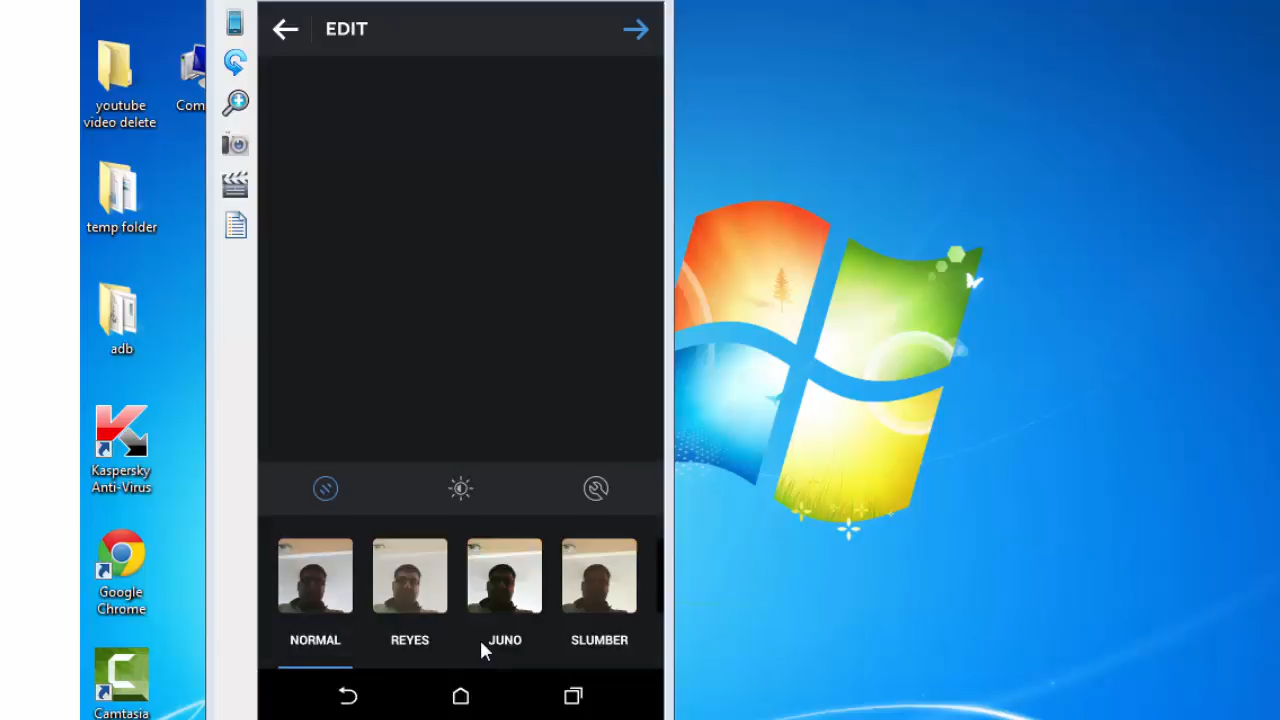 EDIT
youtube
video delete
Com
temp folder
adb
Kaspersky
Anti-Virus
Google
Chrome
Camtasia
NORMAL
REYES
JUNO
SLUMBER